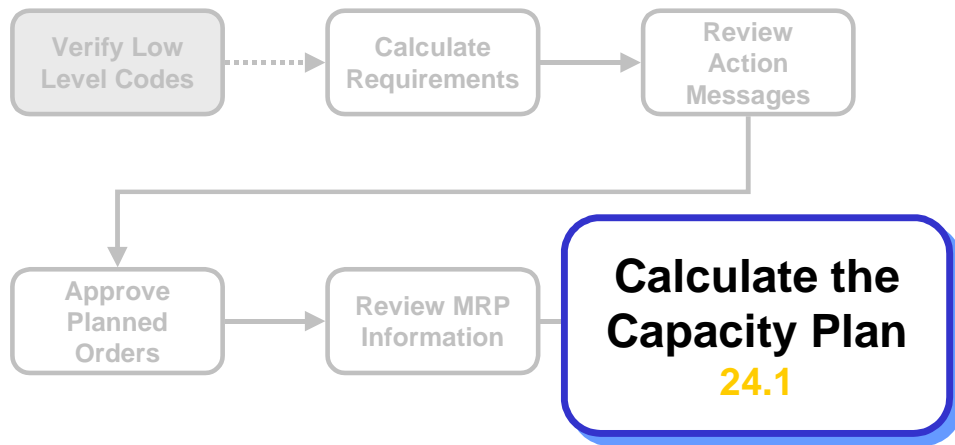 Verify Low
Level Codes
Calculate
Requirements
Review
Action
Messages
Approve
Planned
Orders
Review MRP
Information
Calculate the
Capacity Plan
24.1